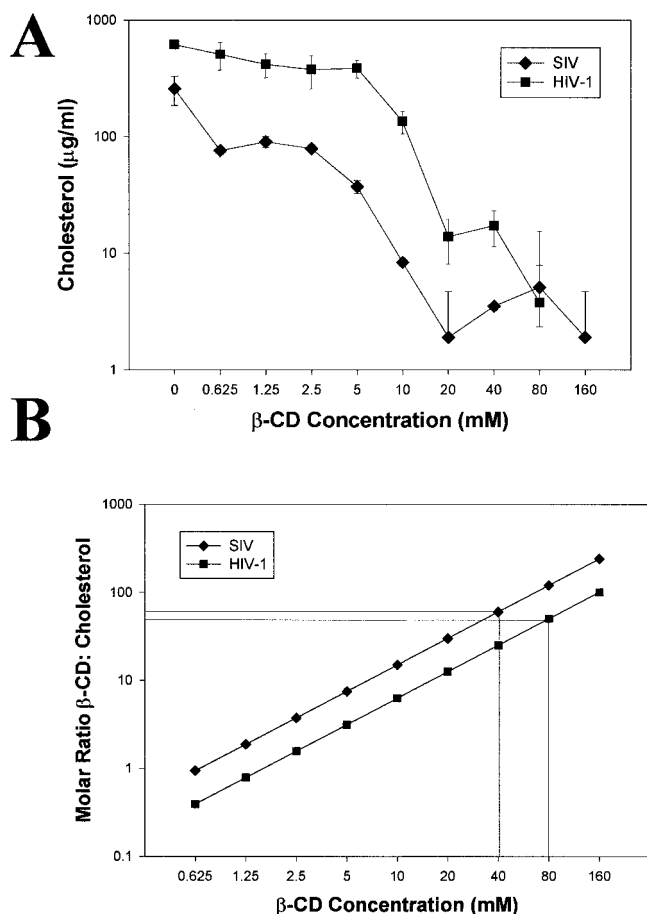 A
1000
100
10
1
Cholesterol (μg/ml)
SIV
HIV-1
0 0.625 1.25 2.5 5 10 20 40 80 160
β-CD Concentration (mM)
B
1000
100
10
1
0.1
Molar Ratio β-CD: Cholesterol
SIV
HIV-1
0.625 1.25 2.5 5 10 20 40 80 160
β-CD Concentration (mM)